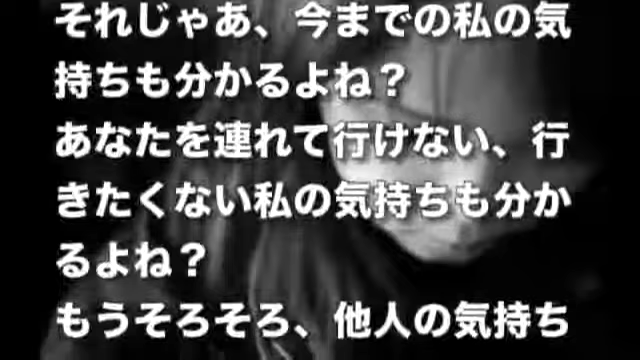 それじゃあ、今までの私の気
持ちも分かるよね？
あなたを連れて行けない、行
きたくない私の気持ちも分か
るよね？
もうそろそろ、他人の気持ち